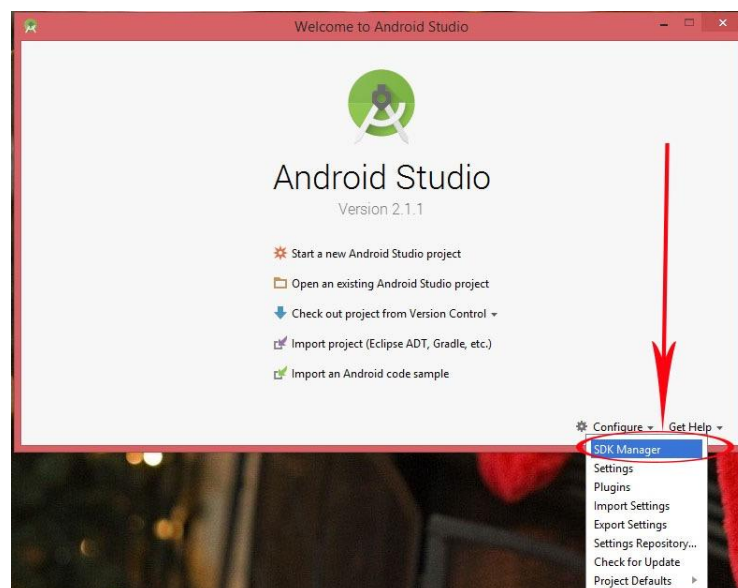 Welcome to Android Studio
Android Studio
Version 2.1.1
Start a new Android Studio project
Open an existing Android Studio project
Check out project from Version Control
Import project (Eclipse ADT, Gradle, etc.)
Import an Android code sample
Configure Get Help
SDK Manager
Settings
Plugins
Import Settings
Export Settings
Settings Repository...
Check for Update
Project Defaults